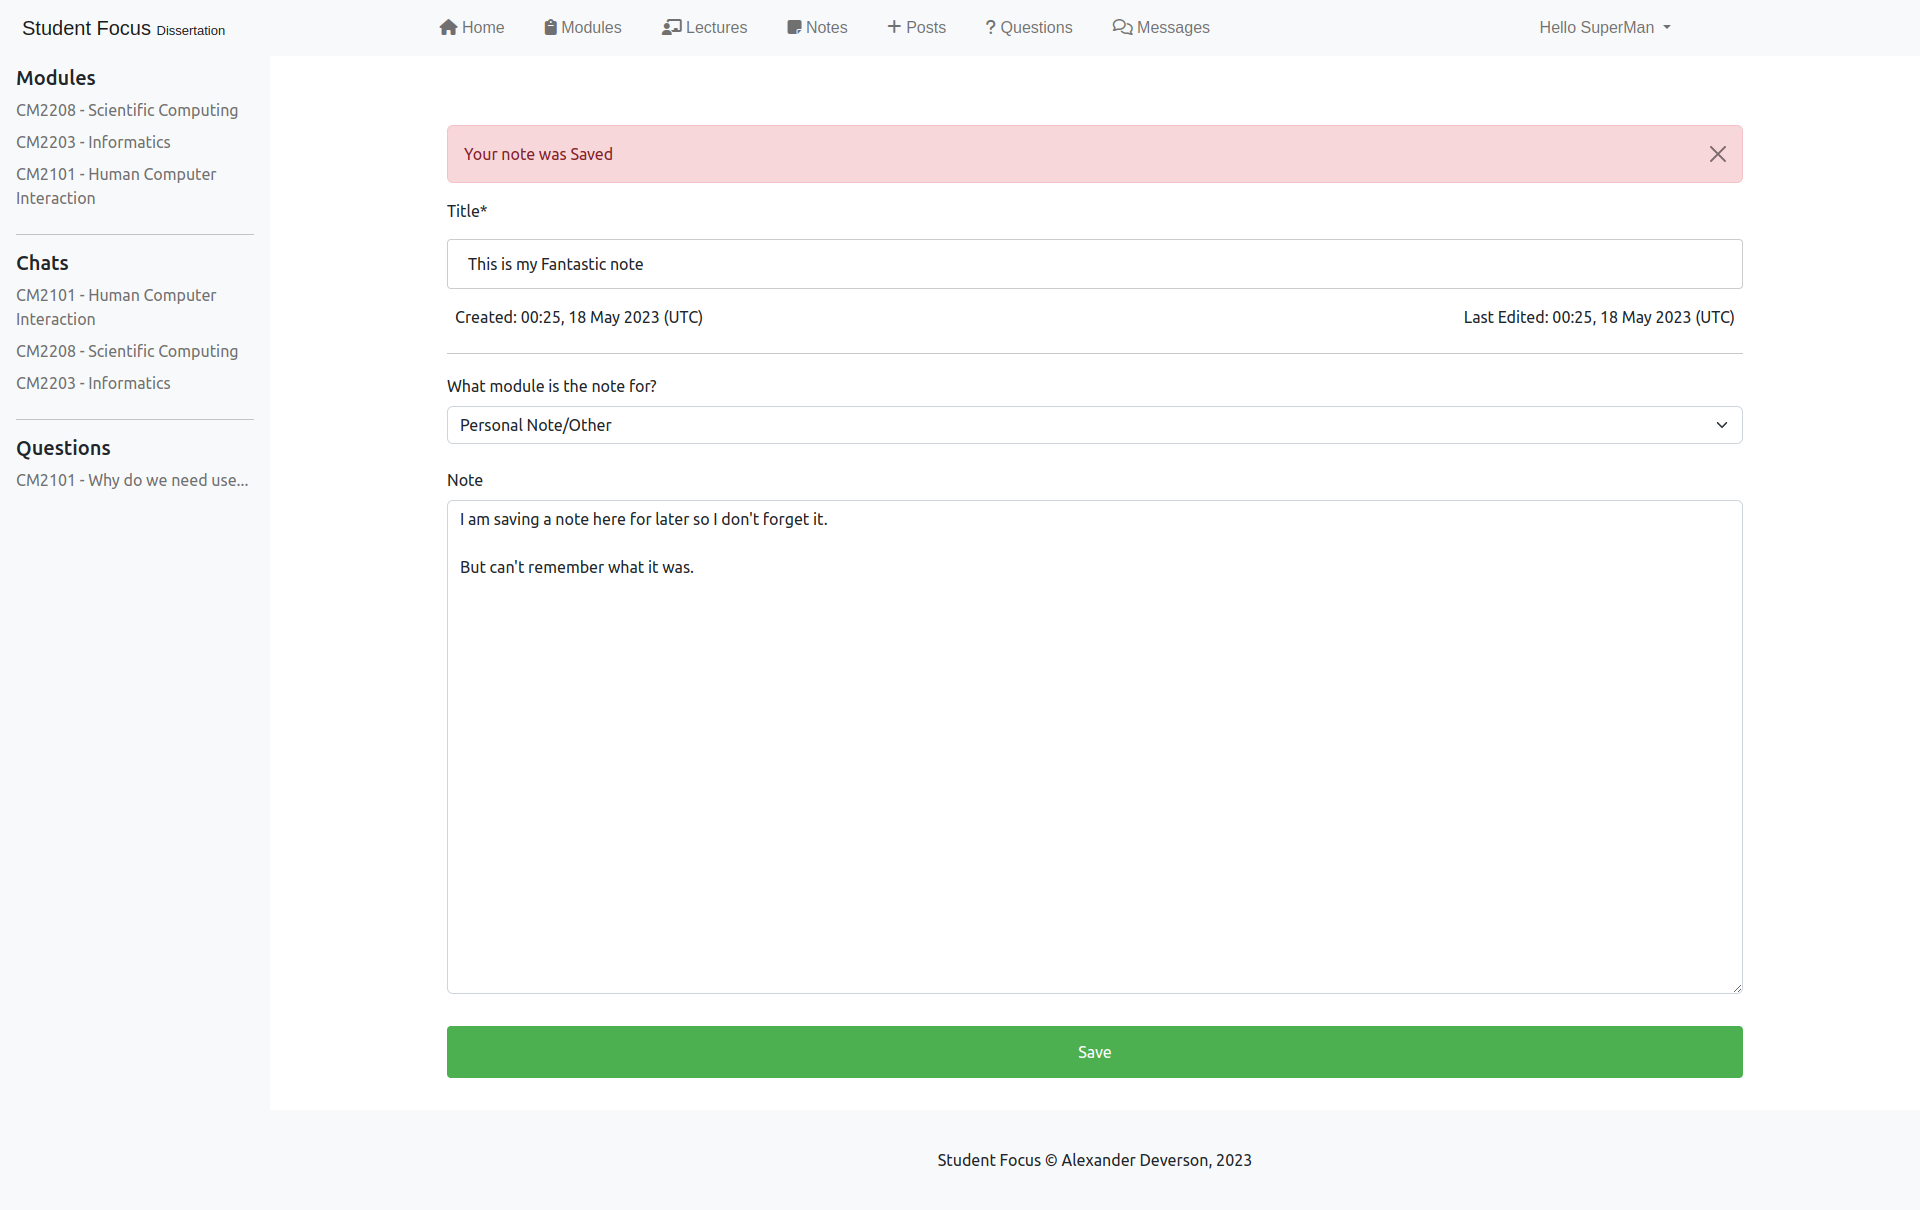 Student Focus Dissertation
Home
Modules
Lectures
Notes
Posts
Questions
Messages
Hello SuperMan
Modules
CM2208 - Scientific Computing
CM2203 - Informatics
CM2101 - Human Computer
Interaction
Chats
CM2101 - Human Computer
Interaction
CM2208 - Scientific Computing
CM2203 - Informatics
Questions
CM2101 - Why do we need use...
Your note was Saved
Title*
This is my Fantastic note
Created: 00:25, 18 May 2023 (UTC)
Last Edited: 00:25, 18 May 2023 (UTC)
What module is the note for?
Personal Note/Other
Note
I am saving a note here for later so I don't forget it.
But can't remember what it was.
Save
Student Focus © Alexander Deverson, 2023